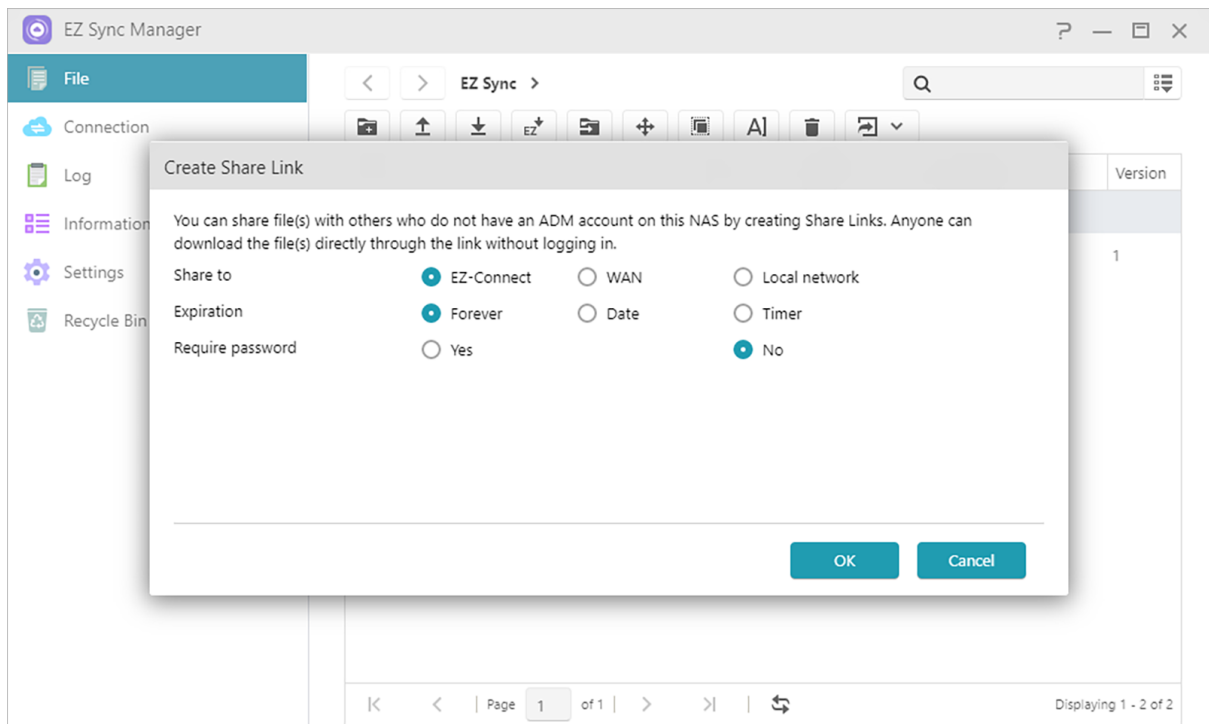 EZ Sync Manager
File
EZ Sync
Connection
Log
Information
Settings
Recycle Bin
EZ
A]
Version
1
Create Share Link
You can share file(s) with others who do not have an ADM account on this NAS by creating Share Links. Anyone can
download the file(s) directly through the link without logging in.
Share to EZ-Connect WAN Local network
Expiration Forever Date Timer
Require password Yes No
OK Cancel
Page 1 of 1 Displaying 1 - 2 of 2